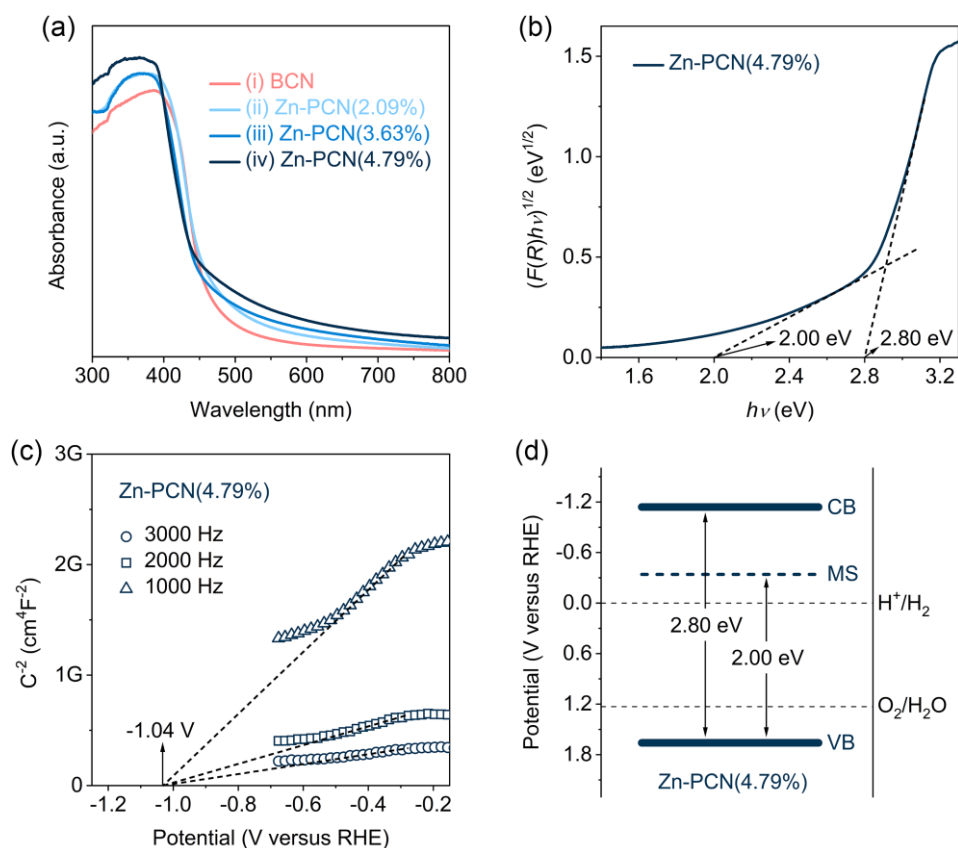 (a)
(i) BCN
(ii) Zn-PCN(2.09%)
(iii) Zn-PCN(3.63%)
(iv) Zn-PCN(4.79%)
Absorbance (a.u.)
300 400 500 600 700 800
Wavelength (nm)
(b)
Zn-PCN(4.79%)
(F(R)hν)^1/2 (eV^1/2)
1.5
1.0
0.5
0.0
2.00 eV
2.80 eV
1.6 2.0 2.4 2.8 3.2
hν (eV)
(c)
Zn-PCN(4.79%)
3000 Hz
2000 Hz
1000 Hz
C^-2 (cm^4F^-2)
3G
2G
1G
0
-1.04 V
-1.2 -1.0 -0.8 -0.6 -0.4 -0.2
Potential (V versus RHE)
(d)
Potential (V versus RHE)
-1.2
-0.6
0.0
0.6
1.2
1.8
CB
MS
H⁺/H₂
2.80 eV
2.00 eV
O₂/H₂O
VB
Zn-PCN(4.79%)